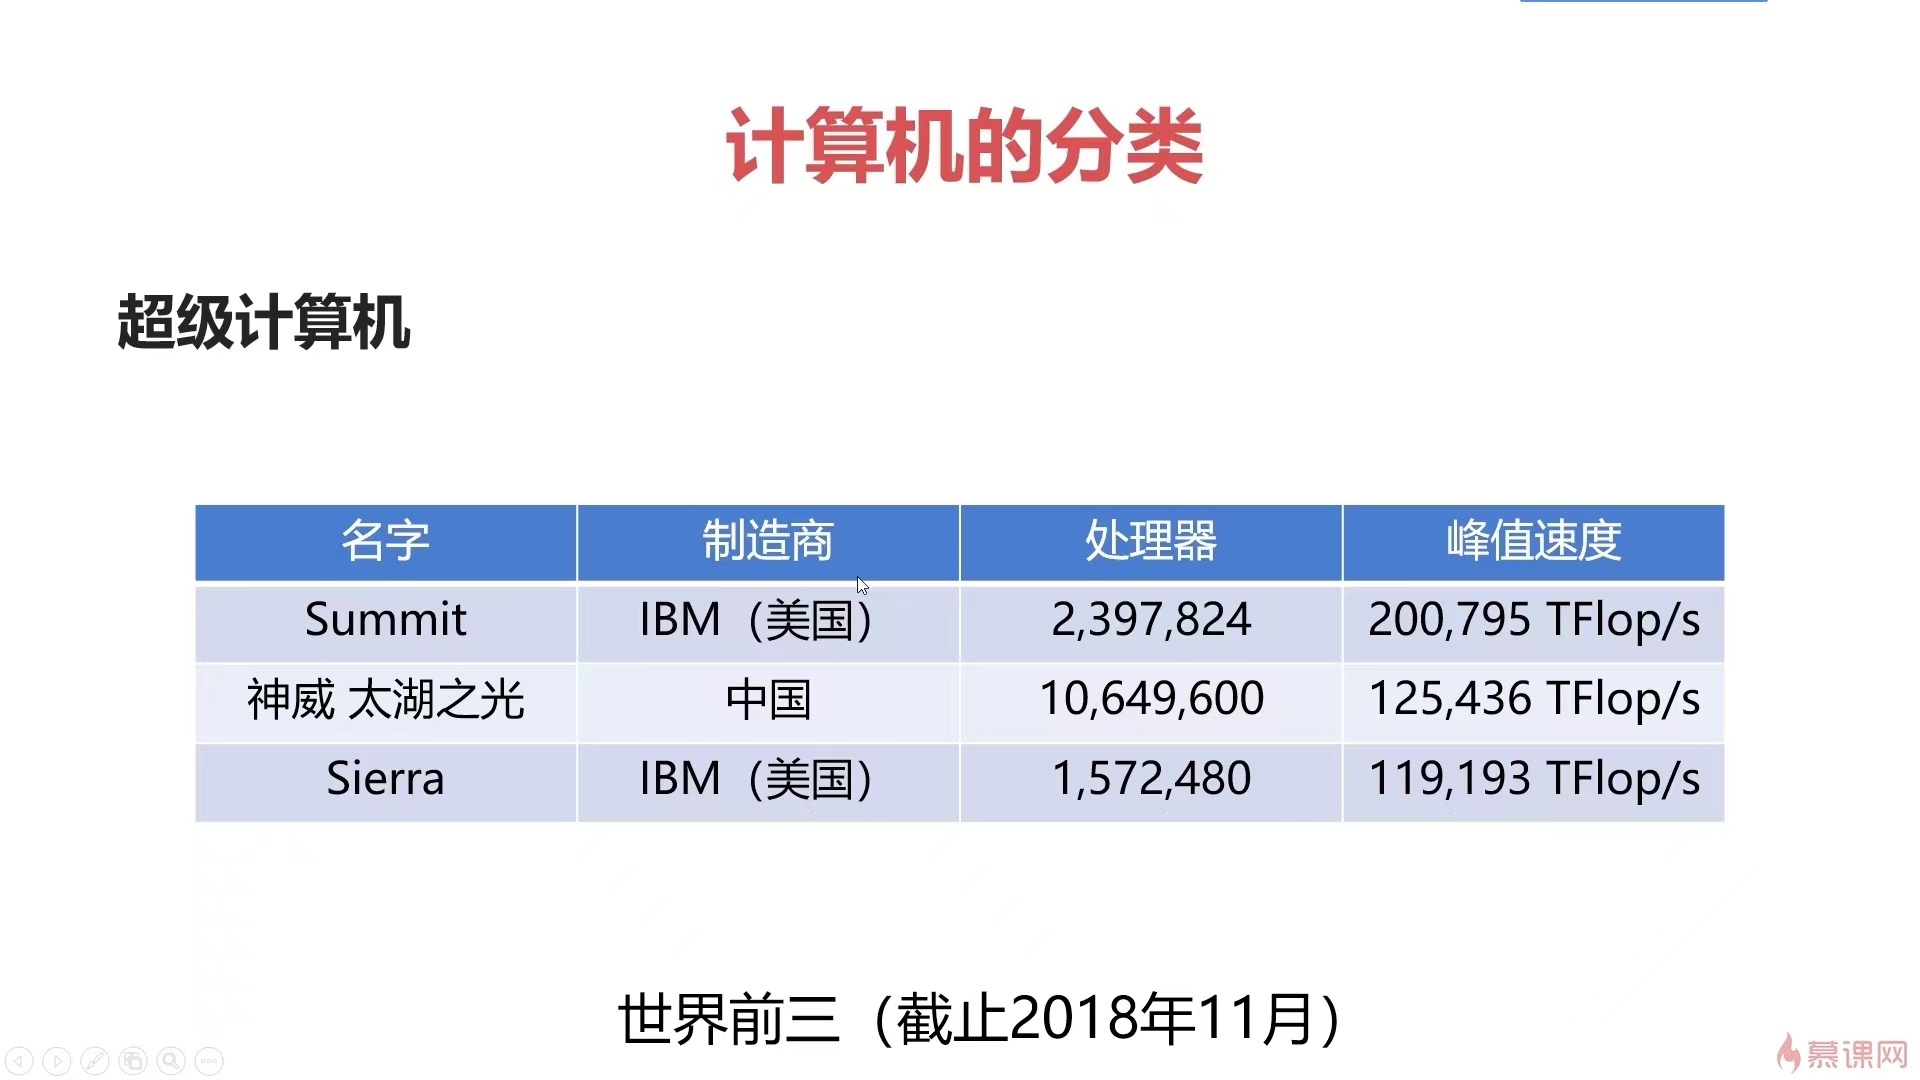 计算机的分类
超级计算机
名字 制造商 处理器 峰值速度
Summit IBM（美国） 2,397,824 200,795 TFlop/s
神威 太湖之光 中国 10,649,600 125,436 TFlop/s
Sierra IBM（美国） 1,572,480 119,193 TFlop/s
世界前三（截止2018年11月）
慕课网